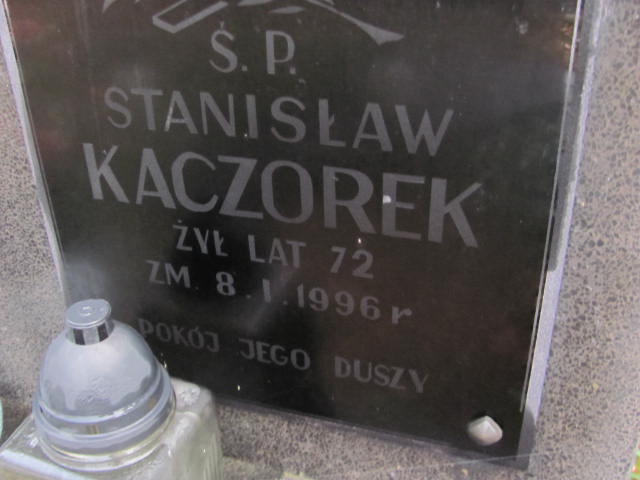 Ś. P.
STANISŁAW
KACZOREK
ŻYŁ LAT 72
ZM. 8.I.1996 r
POKÓJ JEGO DUSZY